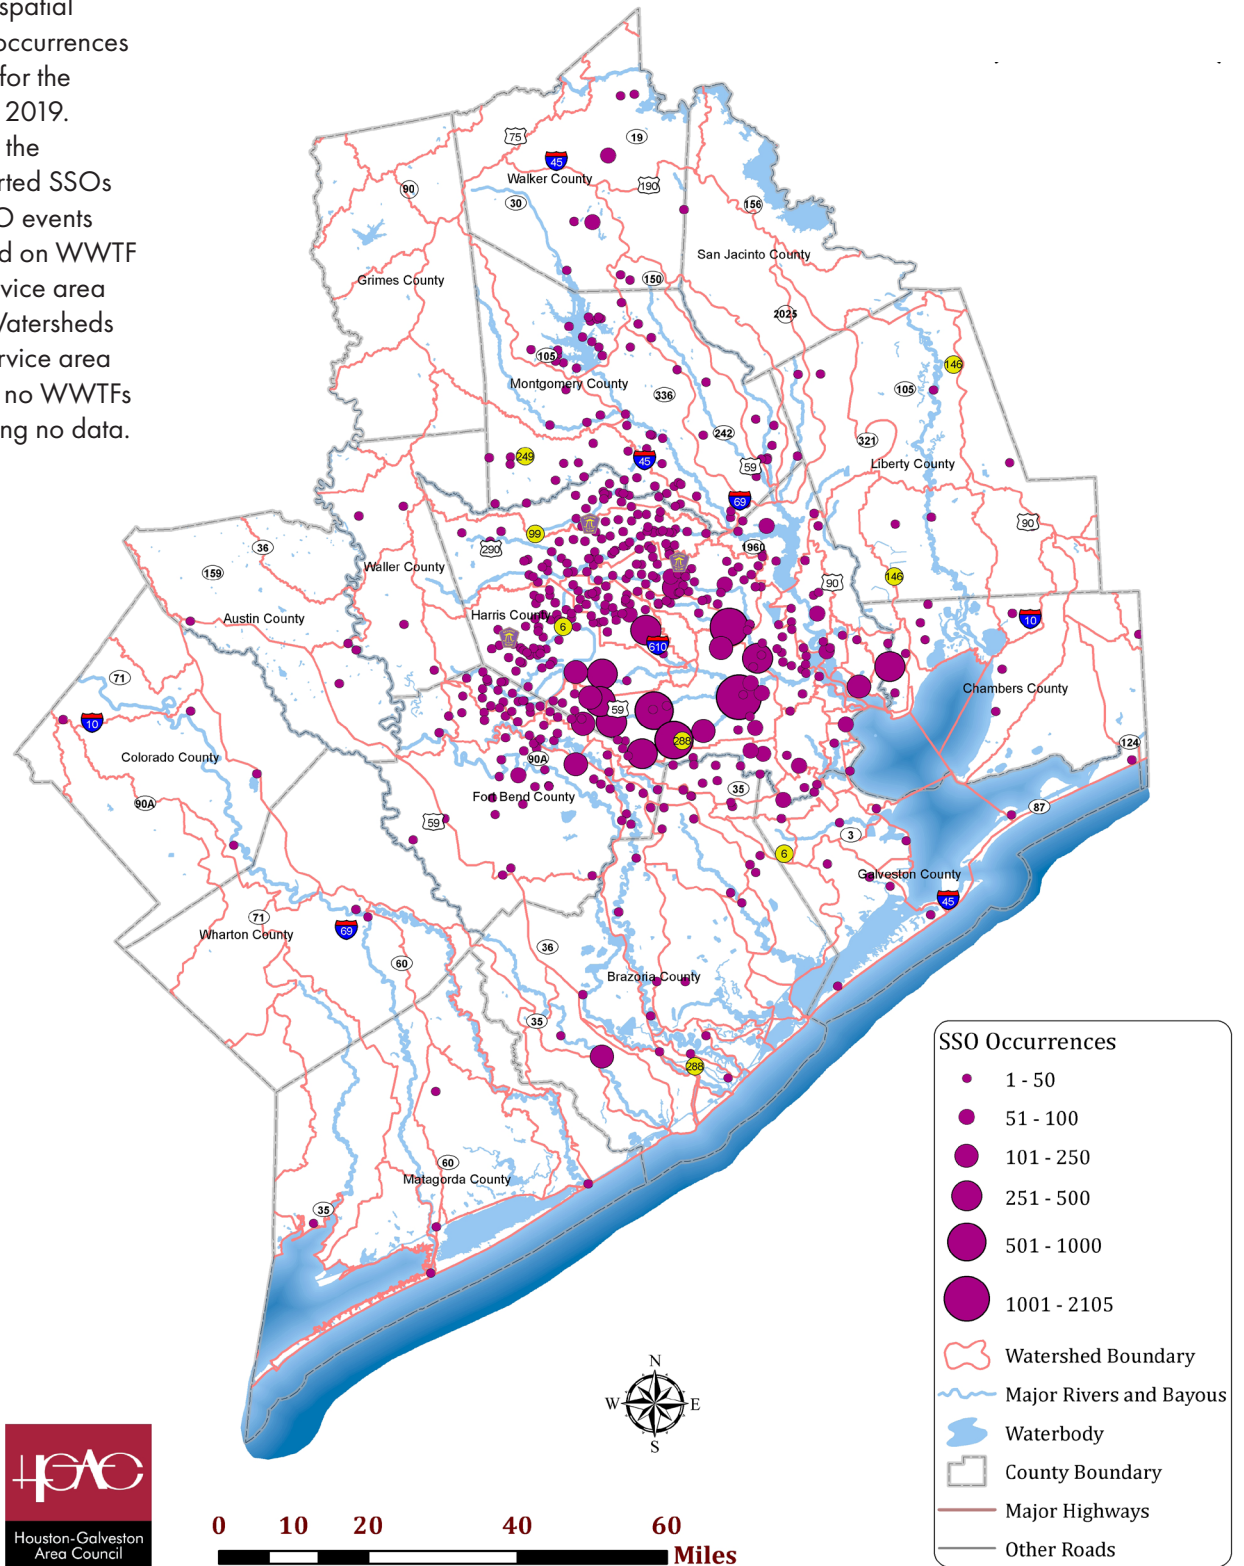 spatial
occurrences
for the
2019.
the
rted SSOs
O events
d on WWTF
vice area
Watersheds
ervice area
no WWTFs
ng no data.
75
19
45
Walker County
190
90
30
156
San Jacinto County
Grimes County
150
2025
146
105
105
Montgomery County
336
242
321
249
45
59
Liberty County
69
90
99
290
1960
36
159
Waller County
90
146
Austin County
Harris County
6
610
10
71
Chambers County
10
59
288
124
Colorado County
90A
35
90A
Fort Bend County
87
59
3
6
Galveston County
45
71
Wharton County
69
36
60
Brazoria County
35
288
60
Matagorda County
35
SSO Occurrences
1 - 50
51 - 100
101 - 250
251 - 500
501 - 1000
1001 - 2105
Watershed Boundary
Major Rivers and Bayous
Waterbody
County Boundary
Major Highways
Other Roads
N
W E
S
HGAC
Houston-Galveston
Area Council
0 10 20 40 60
Miles